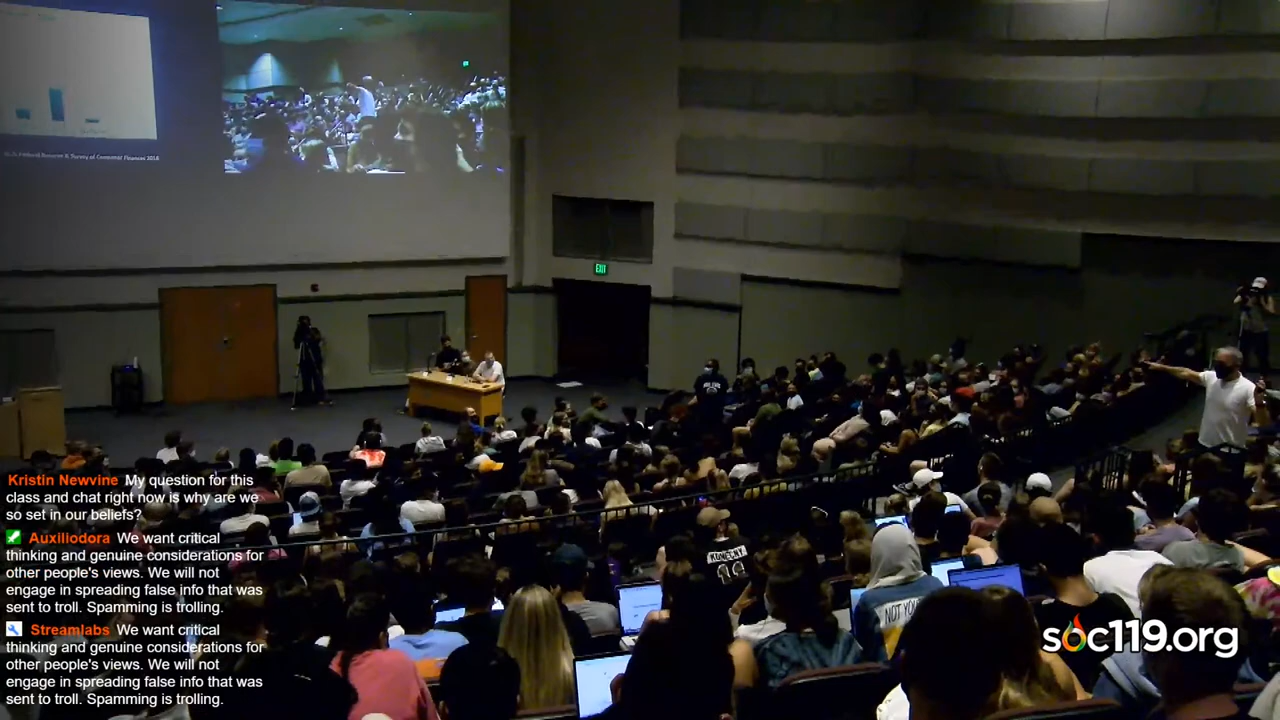 EXIT
KONECNY
Kristin Newvine My question for this
class and chat right now is why are we
so set in our beliefs?
Auxiliodora We want critical
thinking and genuine considerations for
other people's views. We will not
engage in spreading false info that was
sent to troll. Spamming is trolling.
Streamlabs We want critical
thinking and genuine considerations for
other people's views. We will not
engage in spreading false info that was
sent to troll. Spamming is trolling.
NOT YOU
soc119.org